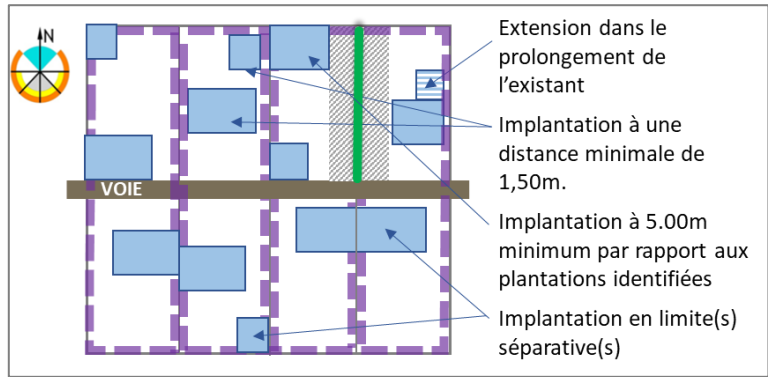 N
VOIE
Extension dans le
prolongement de
l'existant
Implantation à une
distance minimale de
1,50m.
Implantation à 5.00m
minimum par rapport aux
plantations identifiées
Implantation en limite(s)
séparative(s)